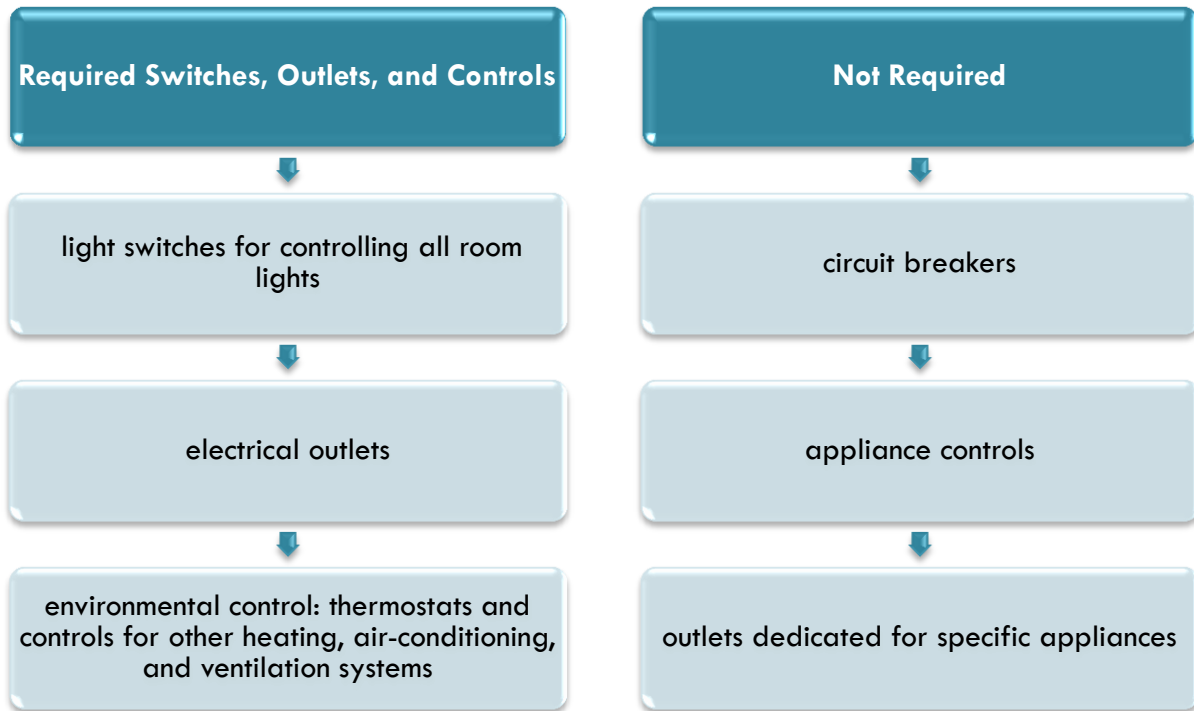 Required Switches, Outlets, and Controls
light switches for controlling all room
lights
electrical outlets
environmental control: thermostats and
controls for other heating, air-conditioning,
and ventilation systems
Not Required
circuit breakers
appliance controls
outlets dedicated for specific appliances